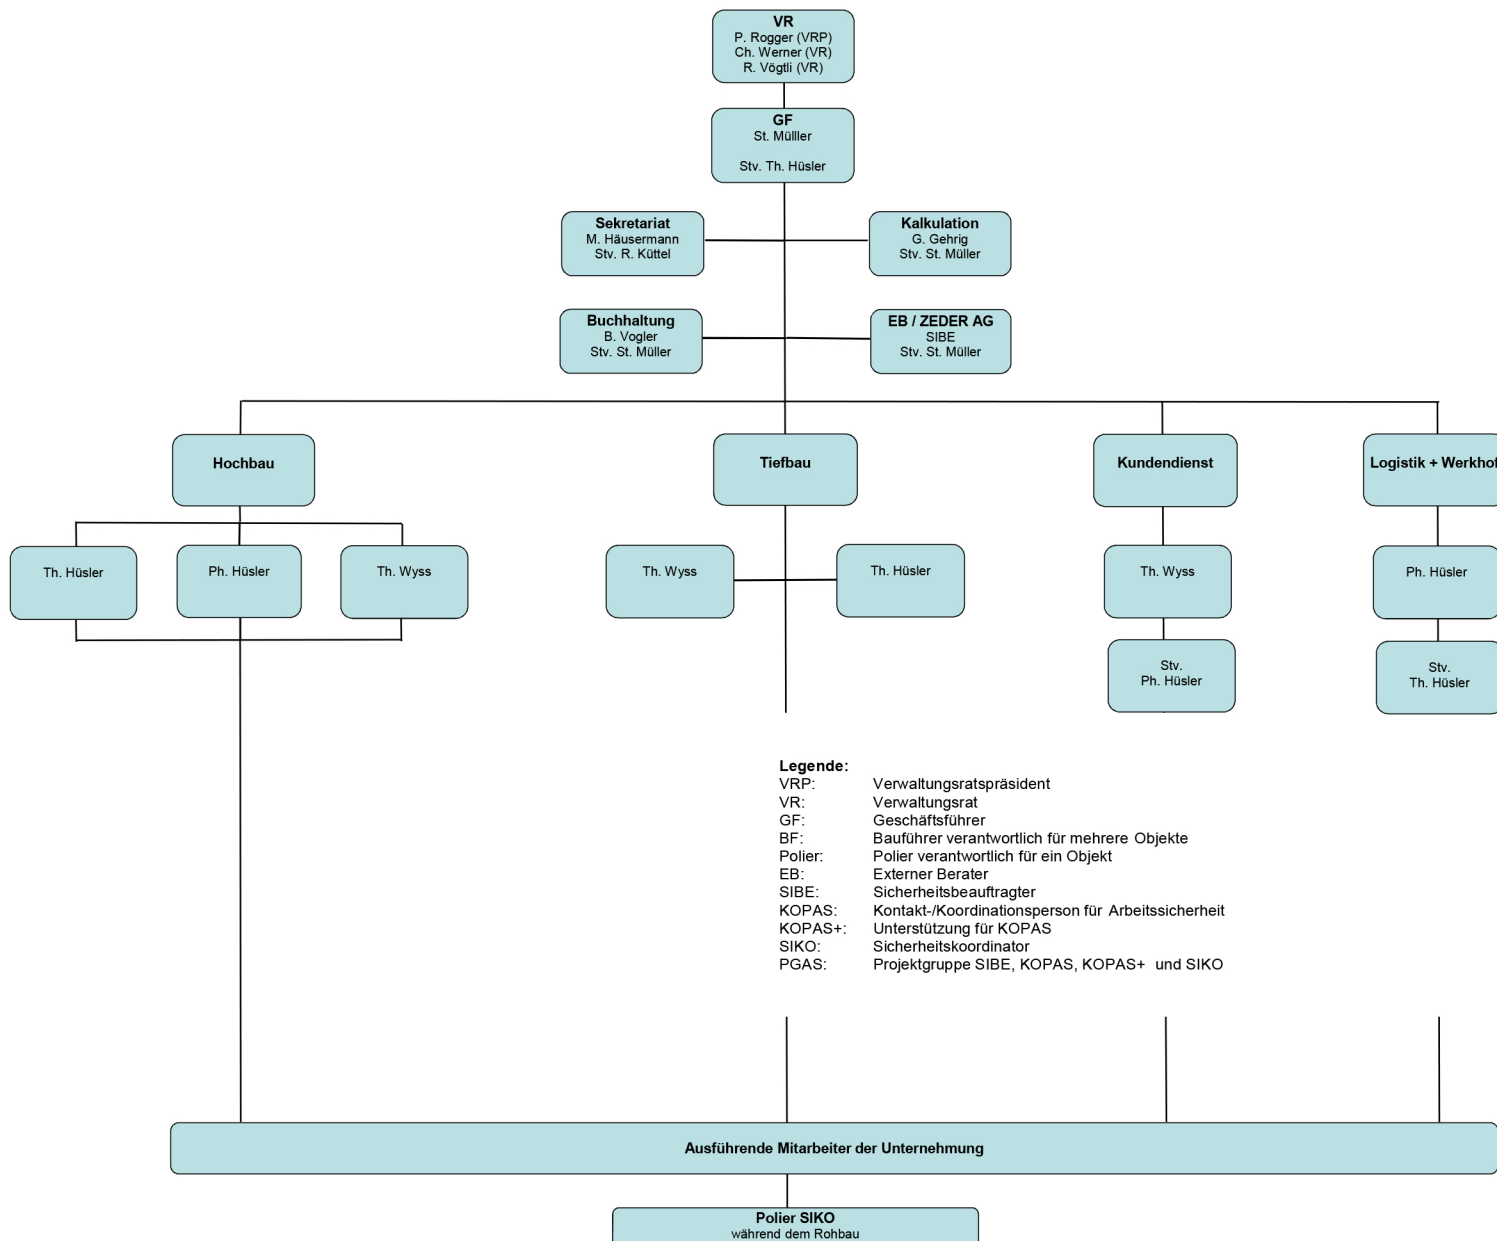 VR
P. Rogger (VRP)
Ch. Werner (VR)
R. Vögtli (VR)
GF
St. Mülller
Stv. Th. Hüsler
Sekretariat
M. Häusermann
Stv. R. Küttel
Kalkulation
G. Gehrig
Stv. St. Müller
Buchhaltung
B. Vogler
Stv. St. Müller
EB / ZEDER AG
SIBE
Stv. St. Müller
Hochbau
Tiefbau
Kundendienst
Logistik + Werkhof
Th. Hüsler
Ph. Hüsler
Th. Wyss
Th. Wyss
Th. Hüsler
Th. Wyss
Ph. Hüsler
Stv.
Ph. Hüsler
Stv.
Th. Hüsler
Legende:
VRP: Verwaltungsratspräsident
VR: Verwaltungsrat
GF: Geschäftsführer
BF: Bauführer verantwortlich für mehrere Objekte
Polier: Polier verantwortlich für ein Objekt
EB: Externer Berater
SIBE: Sicherheitsbeauftragter
KOPAS: Kontakt-/Koordinationsperson für Arbeitssicherheit
KOPAS+: Unterstützung für KOPAS
SIKO: Sicherheitskoordinator
PGAS: Projektgruppe SIBE, KOPAS, KOPAS+ und SIKO
Ausführende Mitarbeiter der Unternehmung
Polier SIKO
während dem Rohbau